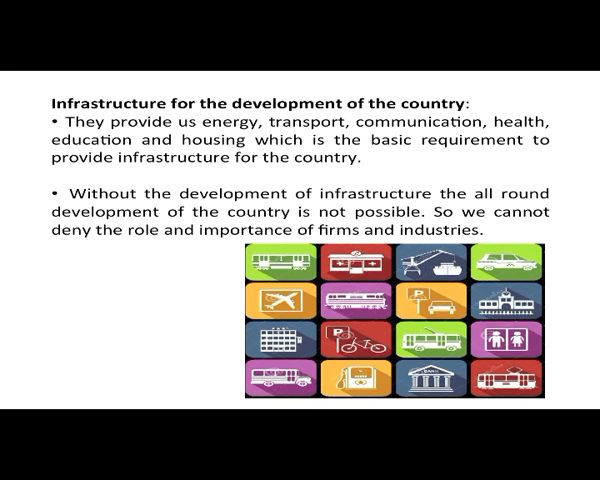 Infrastructure for the development of the country:
• They provide us energy, transport, communication, health,
education and housing which is the basic requirement to
provide infrastructure for the country.
• Without the development of infrastructure the all round
development of the country is not possible. So we cannot
deny the role and importance of firms and industries.
P
P
BANK